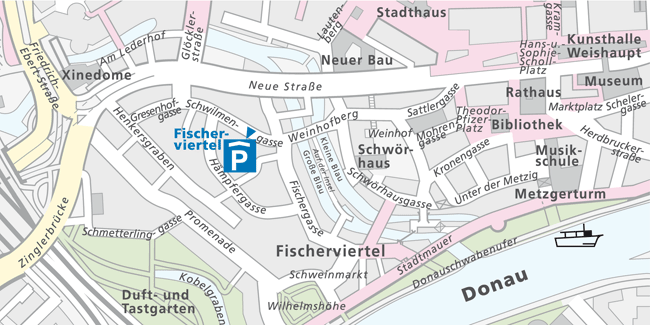 Stadthaus
Lauten-
berg
Kram-
gasse
Glöckler-
straße
Am Lederhof
Friedrich-
Ebert-Straße
Xinedome
Neuer Bau
Hans-u.
Sophie-
Scholl-
Platz
Kunsthalle
Weishaupt
Neue Straße
Museum
Rathaus
Sattlergasse
Marktplatz
Scheler-
gasse
Gresenhof-
gasse
Schwilmen-
gasse
Henkersgraben
Weinhofberg
Theodor-
Pfizer-
Platz
Bibliothek
Herdbrucker-
straße
Fischer-
viertel
P
Weinhof
Mohren-
gasse
Kronengasse
Schwör-
haus
Musik-
schule
Kleine Blau
Auf der Insel
Große Blau
Hämpfergasse
Fischergasse
Schwörhausgasse
Unter der Metzig
Metzgerturm
Zinglerbrücke
Schmetterling-
gasse
Promenade
Fischerviertel
Stadtmauer
Donauschwabenufer
Schweinmarkt
Kobelgraben
Duft- und
Tastgarten
Wilhelmshöhe
Donau